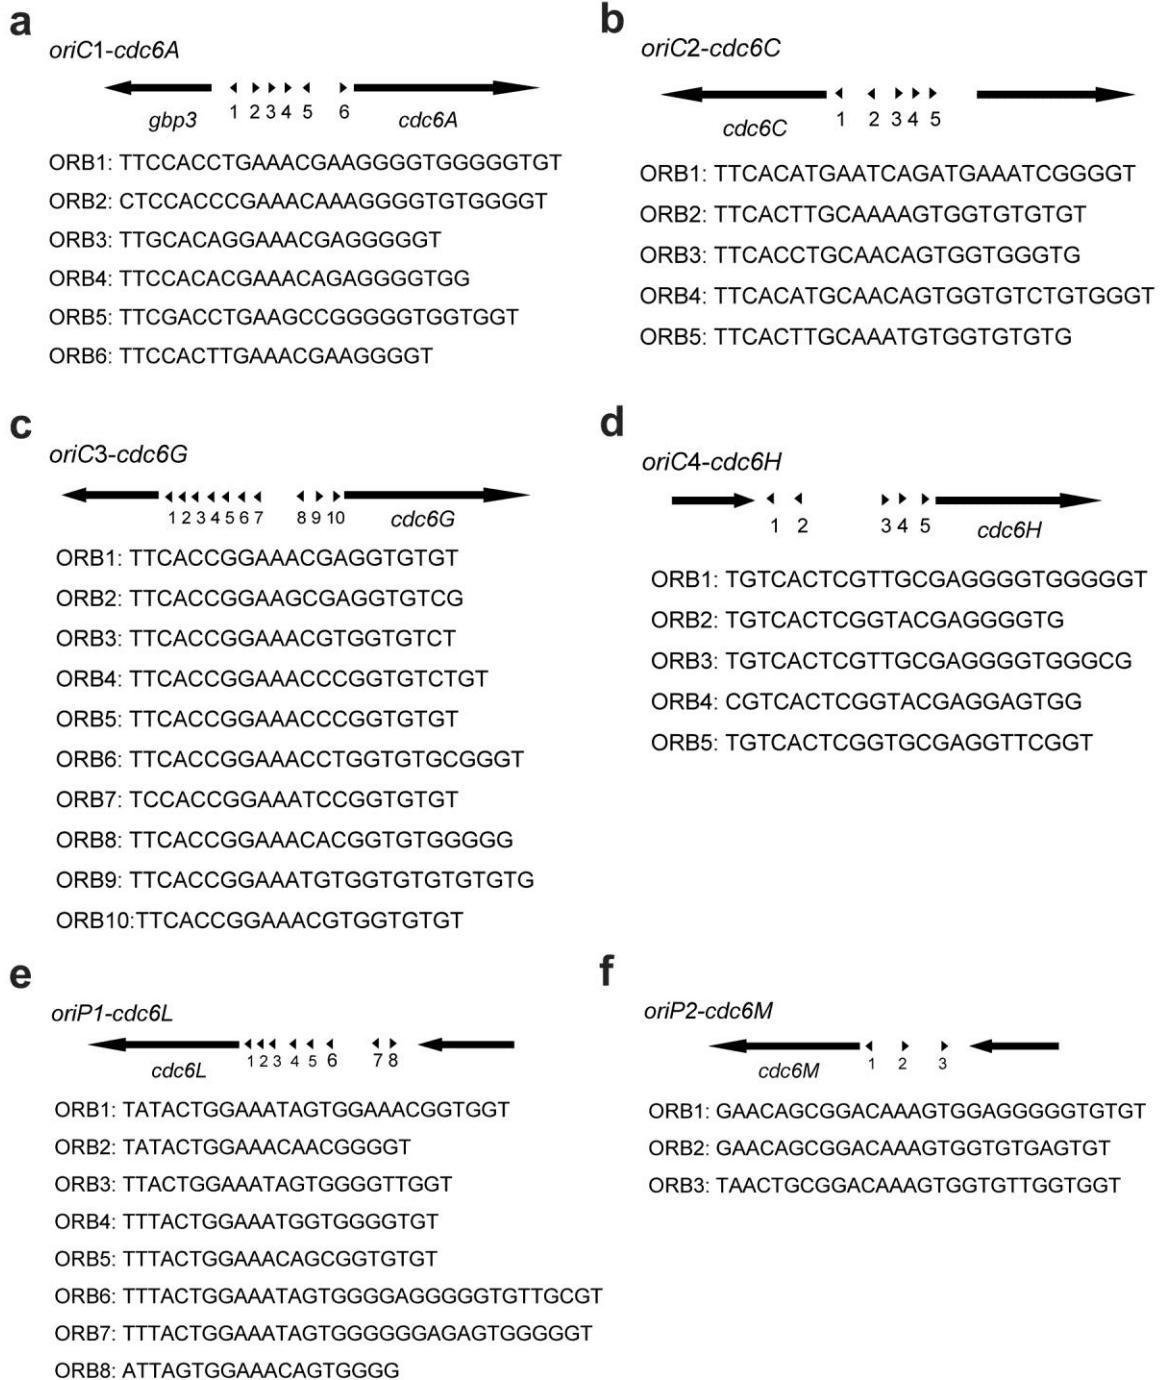 a
oriC1-cdc6A
gbp3 1 2 3 4 5 6 cdc6A
ORB1: TTCCACCTGAAACGAAGGGGTGGGGGTGT
ORB2: CTCCACCCGAAACAAAGGGGTGTGGGGT
ORB3: TTGCACAGGAAACGAGGGGGT
ORB4: TTCCACACGAAACAGAGGGGTGG
ORB5: TTCGACCTGAAGCCGGGGGTGGTGGT
ORB6: TTCCACTTGAAACGAAGGGGT
b
oriC2-cdc6C
cdc6C 1 2 3 4 5
ORB1: TTCACATGAATCAGATGAAATCGGGGT
ORB2: TTCACTTGCAAAAGTGGTGTGTGT
ORB3: TTCACCTGCAACAGTGGTGGGTG
ORB4: TTCACATGCAACAGTGGTGTCTGTGGGT
ORB5: TTCACTTGCAAATGTGGTGTGTG
c
oriC3-cdc6G
1 2 3 4 5 6 7 8 9 10 cdc6G
ORB1: TTCACCGGAAACGAGGTGTGT
ORB2: TTCACCGGAAGCGAGGTGTCG
ORB3: TTCACCGGAAACGTGGTGTCT
ORB4: TTCACCGGAAACCCGGTGTCTGT
ORB5: TTCACCGGAAACCCGGTGTGT
ORB6: TTCACCGGAAACCTGGTGTGCGGGT
ORB7: TCCACCGGAAATCCGGTGTGT
ORB8: TTCACCGGAAACACGGTGTGGGGG
ORB9: TTCACCGGAAATGTGGTGTGTGTGTG
ORB10:TTCACCGGAAACGTGGTGTGT
d
oriC4-cdc6H
1 2 3 4 5 cdc6H
ORB1: TGTCACTCGTTGCGAGGGGTGGGGGT
ORB2: TGTCACTCGGTACGAGGGGTG
ORB3: TGTCACTCGTTGCGAGGGGTGGGCG
ORB4: CGTCACTCGGTACGAGGAGTGG
ORB5: TGTCACTCGGTGCGAGGTTCGGT
e
oriP1-cdc6L
cdc6L 1 2 3 4 5 6 7 8
ORB1: TATACTGGAAATAGTGGAAACGGTGGT
ORB2: TATACTGGAAACAACGGGGT
ORB3: TTACTGGAAATAGTGGGGTTGGT
ORB4: TTTACTGGAAATGGTGGGGTGT
ORB5: TTTACTGGAAACAGCGGTGTGT
ORB6: TTTACTGGAAATAGTGGGGAGGGGGTGTTGCGT
ORB7: TTTACTGGAAATAGTGGGGGGAGAGTGGGGGT
ORB8: ATTAGTGGAAACAGTGGGG
f
oriP2-cdc6M
cdc6M 1 2 3
ORB1: GAACAGCGGACAAAGTGGAGGGGGTGTGT
ORB2: GAACAGCGGACAAAGTGGTGTGAGTGT
ORB3: TAACTGCGGACAAAGTGGTGTTGGTGGT